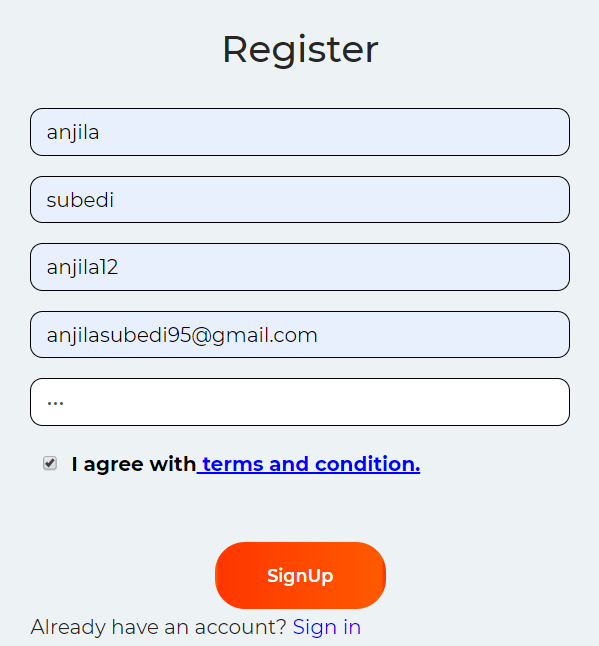 Register
anjila
subedi
anjila12
anjilasubedi95@gmail.com
...
I agree with terms and condition.
SignUp
Already have an account? Sign in